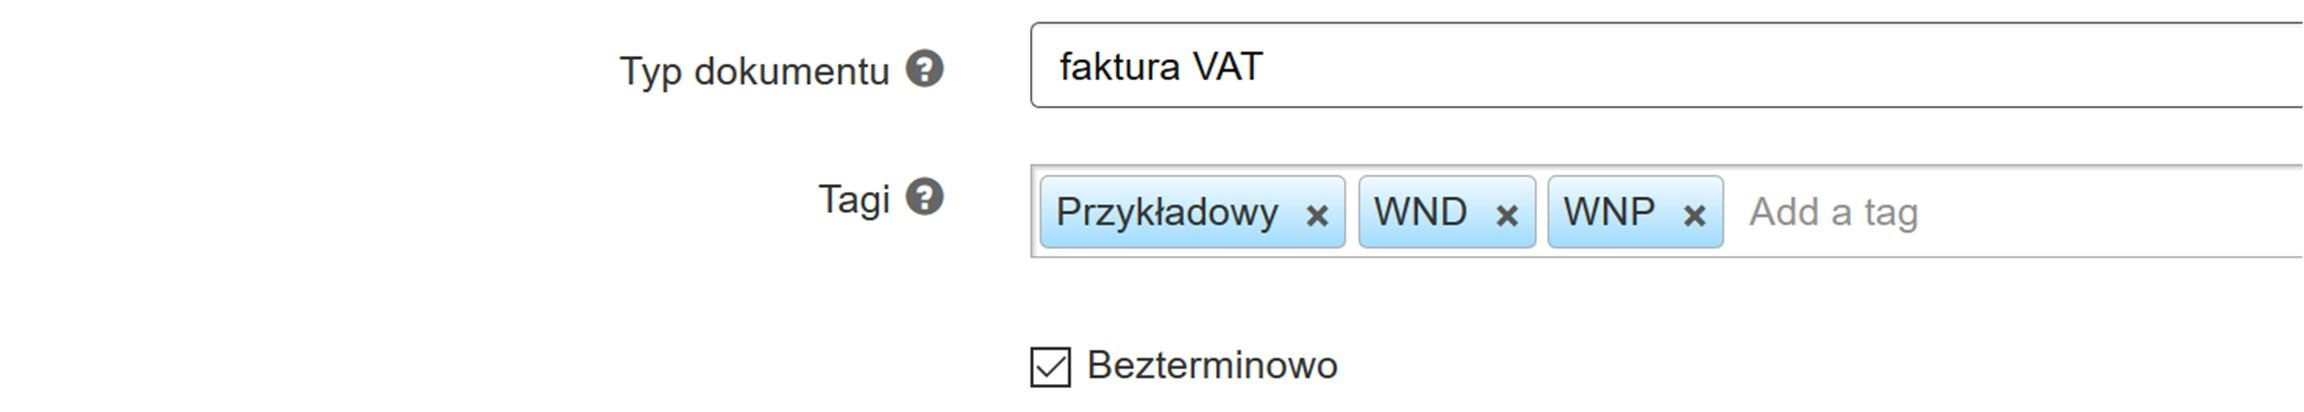 Typ dokumentu ? faktura VAT
Tagi ? Przykładowy × WND × WNP × Add a tag
Bezterminowo